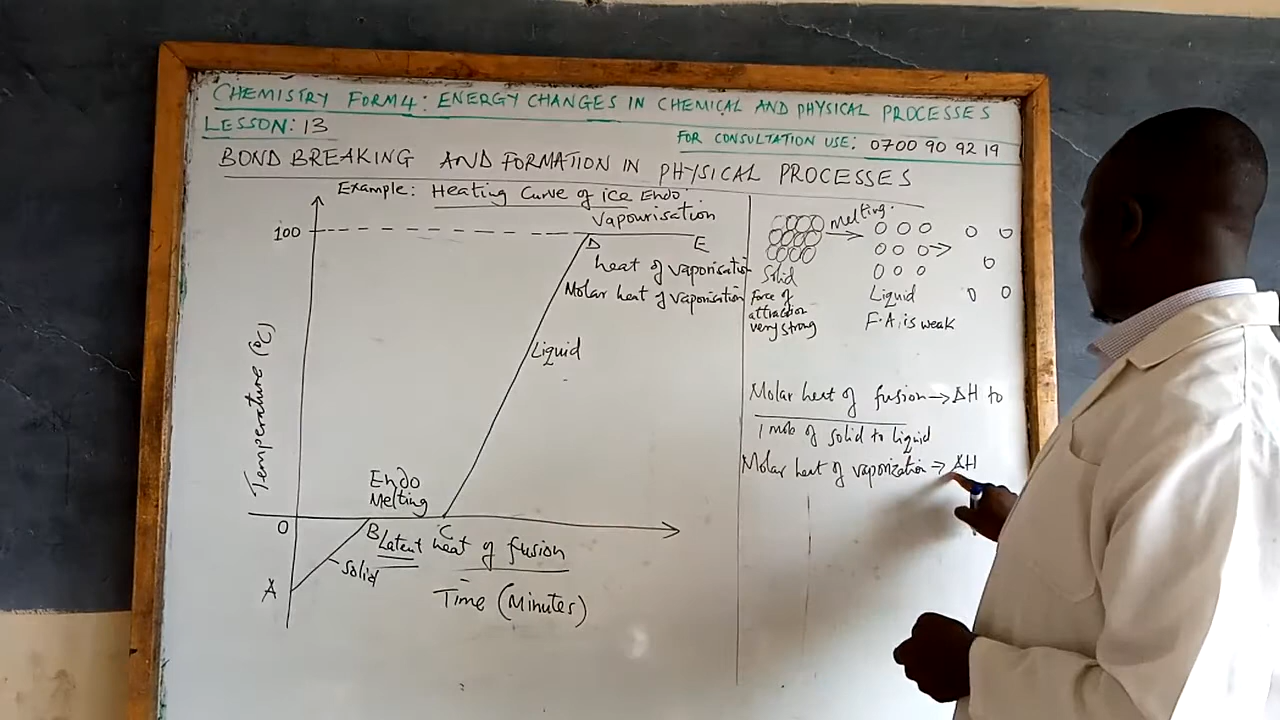 CHEMISTRY FORM 4: ENERGY CHANGES IN CHEMICAL AND PHYSICAL PROCESSES
LESSON: 13
FOR CONSULTATION USE: 0700 90 92 19
BOND BREAKING AND FORMATION IN PHYSICAL PROCESSES
Example: Heating Curve of ice Endo
Vapourisation
100
D
E
heat of vaporisation
Molar heat of vaporisation
Liquid
Temperature (°C)
Endo
Melting
0
B
C
Latent heat of fusion
Solid
A
Time (Minutes)
Melting
Solid
Force of
attraction
very strong
Liquid
F.A. is weak
Molar heat of fusion → ΔH to
1 mole of solid to liquid
Molar heat of vaporization → ΔH